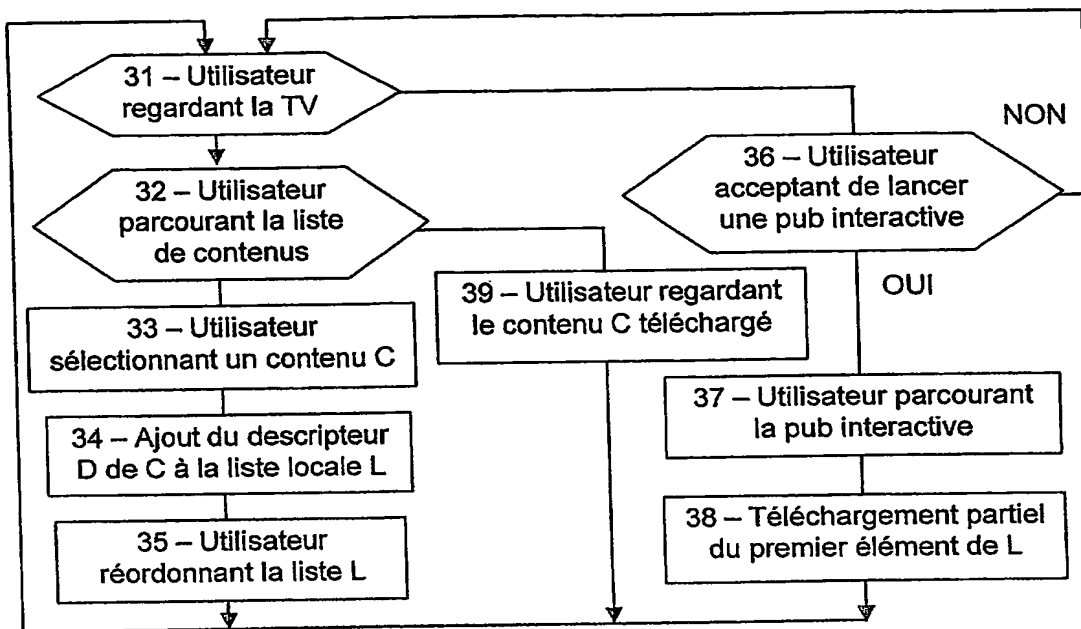 31 – Utilisateur
regardant la TV
NON
36 – Utilisateur
acceptant de lancer
une pub interactive
32 – Utilisateur
parcourant la liste
de contenus
OUI
39 – Utilisateur regardant
le contenu C téléchargé
33 – Utilisateur
sélectionnant un contenu C
37 – Utilisateur parcourant
la pub interactive
34 – Ajout du descripteur
D de C à la liste locale L
38 – Téléchargement partiel
du premier élément de L
35 – Utilisateur
réordonnant la liste L